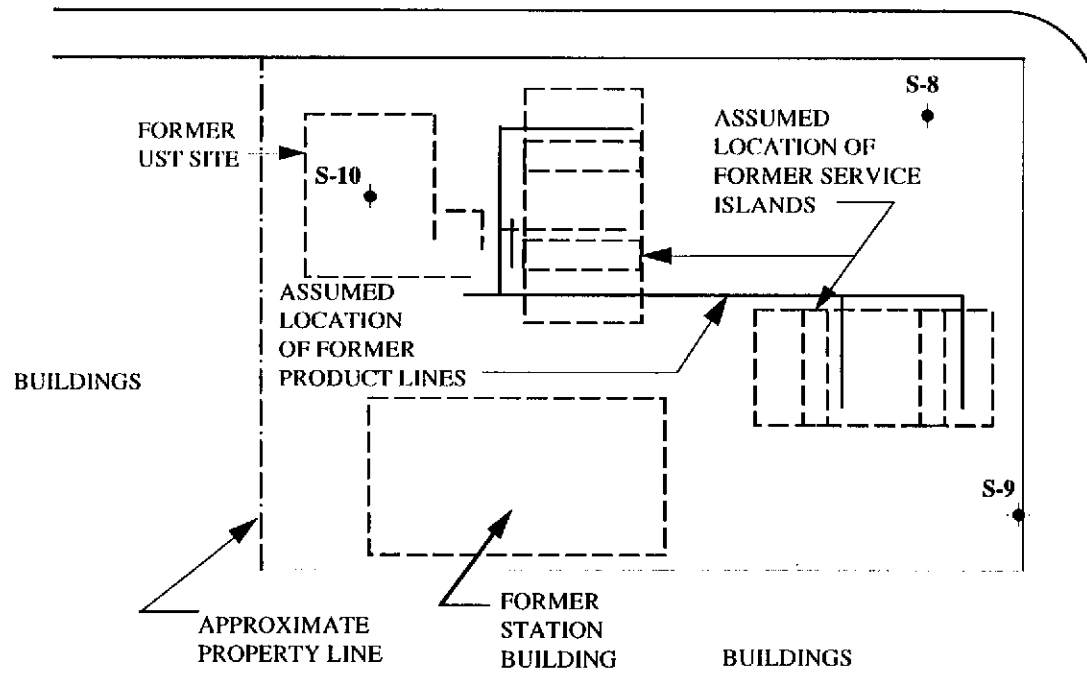 S-8
ASSUMED
LOCATION OF
FORMER SERVICE
ISLANDS
FORMER
UST SITE
S-10
ASSUMED
LOCATION
OF FORMER
PRODUCT LINES
BUILDINGS
S-9
APPROXIMATE
PROPERTY LINE
FORMER
STATION
BUILDING
BUILDINGS